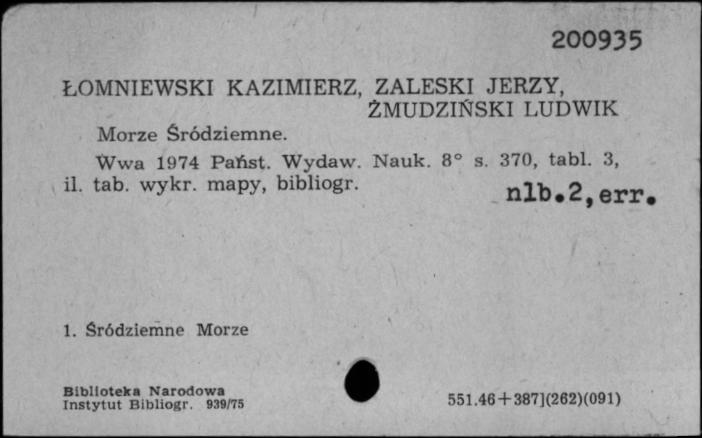 200935
ŁOMNIEWSKI KAZIMIERZ, ZALESKI JERZY,
ŻMUDZIŃSKI LUDWIK
Morze Śródziemne.
Wwa 1974 Państ. Wydaw. Nauk. 8° s. 370, tabl. 3,
il. tab. wykr. mapy, bibliogr.
nlb.2,err.
1. Śródziemne Morze
Biblioteka Narodowa
Instytut Bibliogr. 939/75
551.46+387](262)(091)